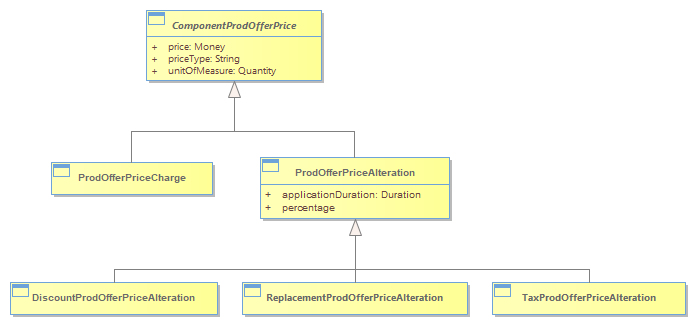 ComponentProdOfferPrice
+ price: Money
+ priceType: String
+ unitOfMeasure: Quantity
ProdOfferPriceCharge
ProdOfferPriceAlteration
+ applicationDuration: Duration
+ percentage
DiscountProdOfferPriceAlteration
ReplacementProdOfferPriceAlteration
TaxProdOfferPriceAlteration